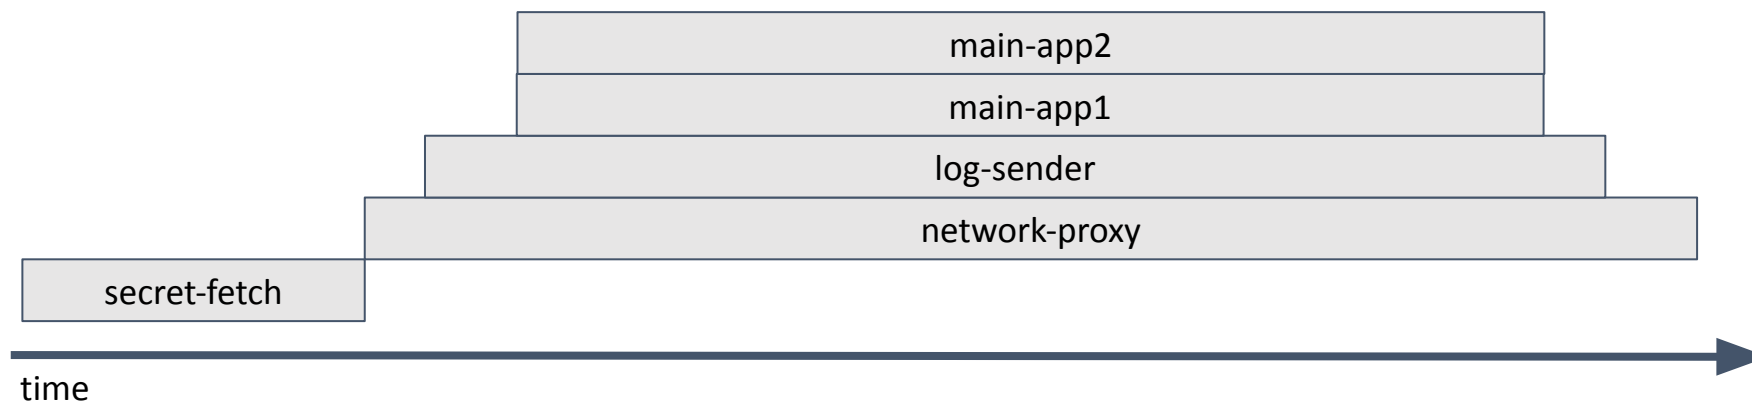 main-app2
main-app1
log-sender
network-proxy
secret-fetch
time